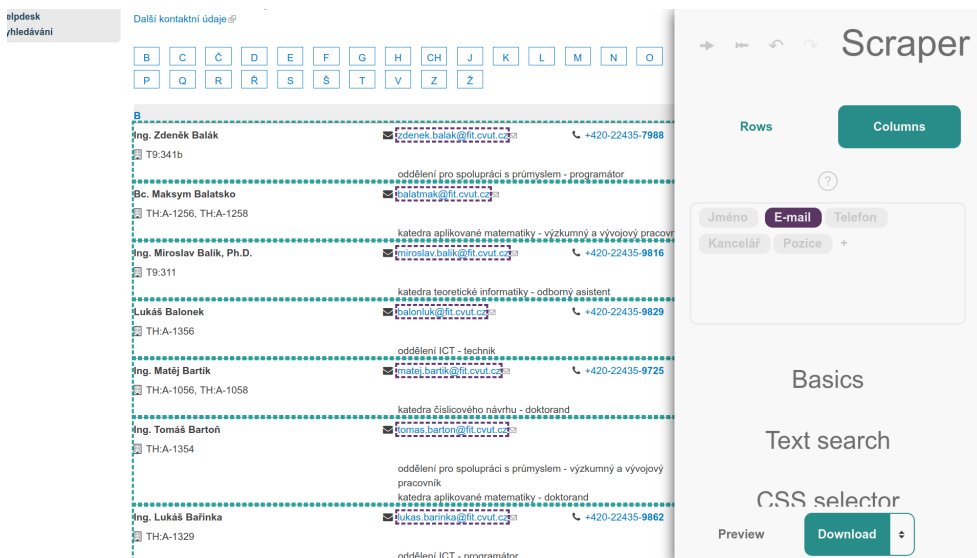 elpdesk
yhledávání
Další kontaktní údaje
B C Č D E F G H CH J K L M N O
P Q R Ř S Š T V Z Ž
B
Ing. Zdeněk Balák zdenek.balak@fit.cvut.cz +420-22435-7988
T9:341b
oddělení pro spolupráci s průmyslem - programátor
Bc. Maksym Balatsko balatmak@fit.cvut.cz
TH:A-1256, TH:A-1258
katedra aplikované matematiky - výzkumný a vývojový pracovn
Ing. Miroslav Balík, Ph.D. miroslav.balik@fit.cvut.cz +420-22435-9816
T9:311
katedra teoretické informatiky - odborný asistent
Lukáš Balonek balonluk@fit.cvut.cz +420-22435-9829
TH:A-1356
oddělení ICT - technik
Ing. Matěj Bartík matej.bartik@fit.cvut.cz +420-22435-9725
TH:A-1056, TH:A-1058
katedra číslicového návrhu - doktorand
Ing. Tomáš Bartoň tomas.barton@fit.cvut.cz
TH:A-1354
oddělení pro spolupráci s průmyslem - výzkumný a vývojový
pracovník
katedra aplikované matematiky - doktorand
Ing. Lukáš Bařinka lukas.barinka@fit.cvut.cz +420-22435-9862
TH:A-1329
oddělení ICT - programátor
Scraper
Rows Columns
?
Jméno E-mail Telefon
Kancelář Pozice +
Basics
Text search
CSS selector
Preview Download